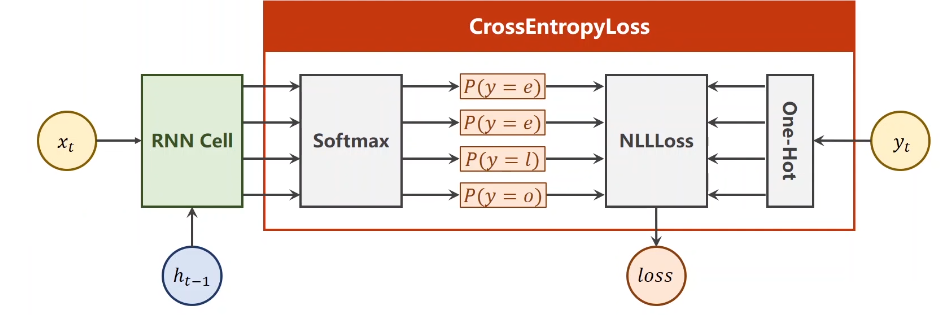 CrossEntropyLoss
x_t
RNN Cell
Softmax
P(y = e)
P(y = e)
P(y = l)
P(y = o)
NLLLoss
One-Hot
y_t
h_{t−1}
loss